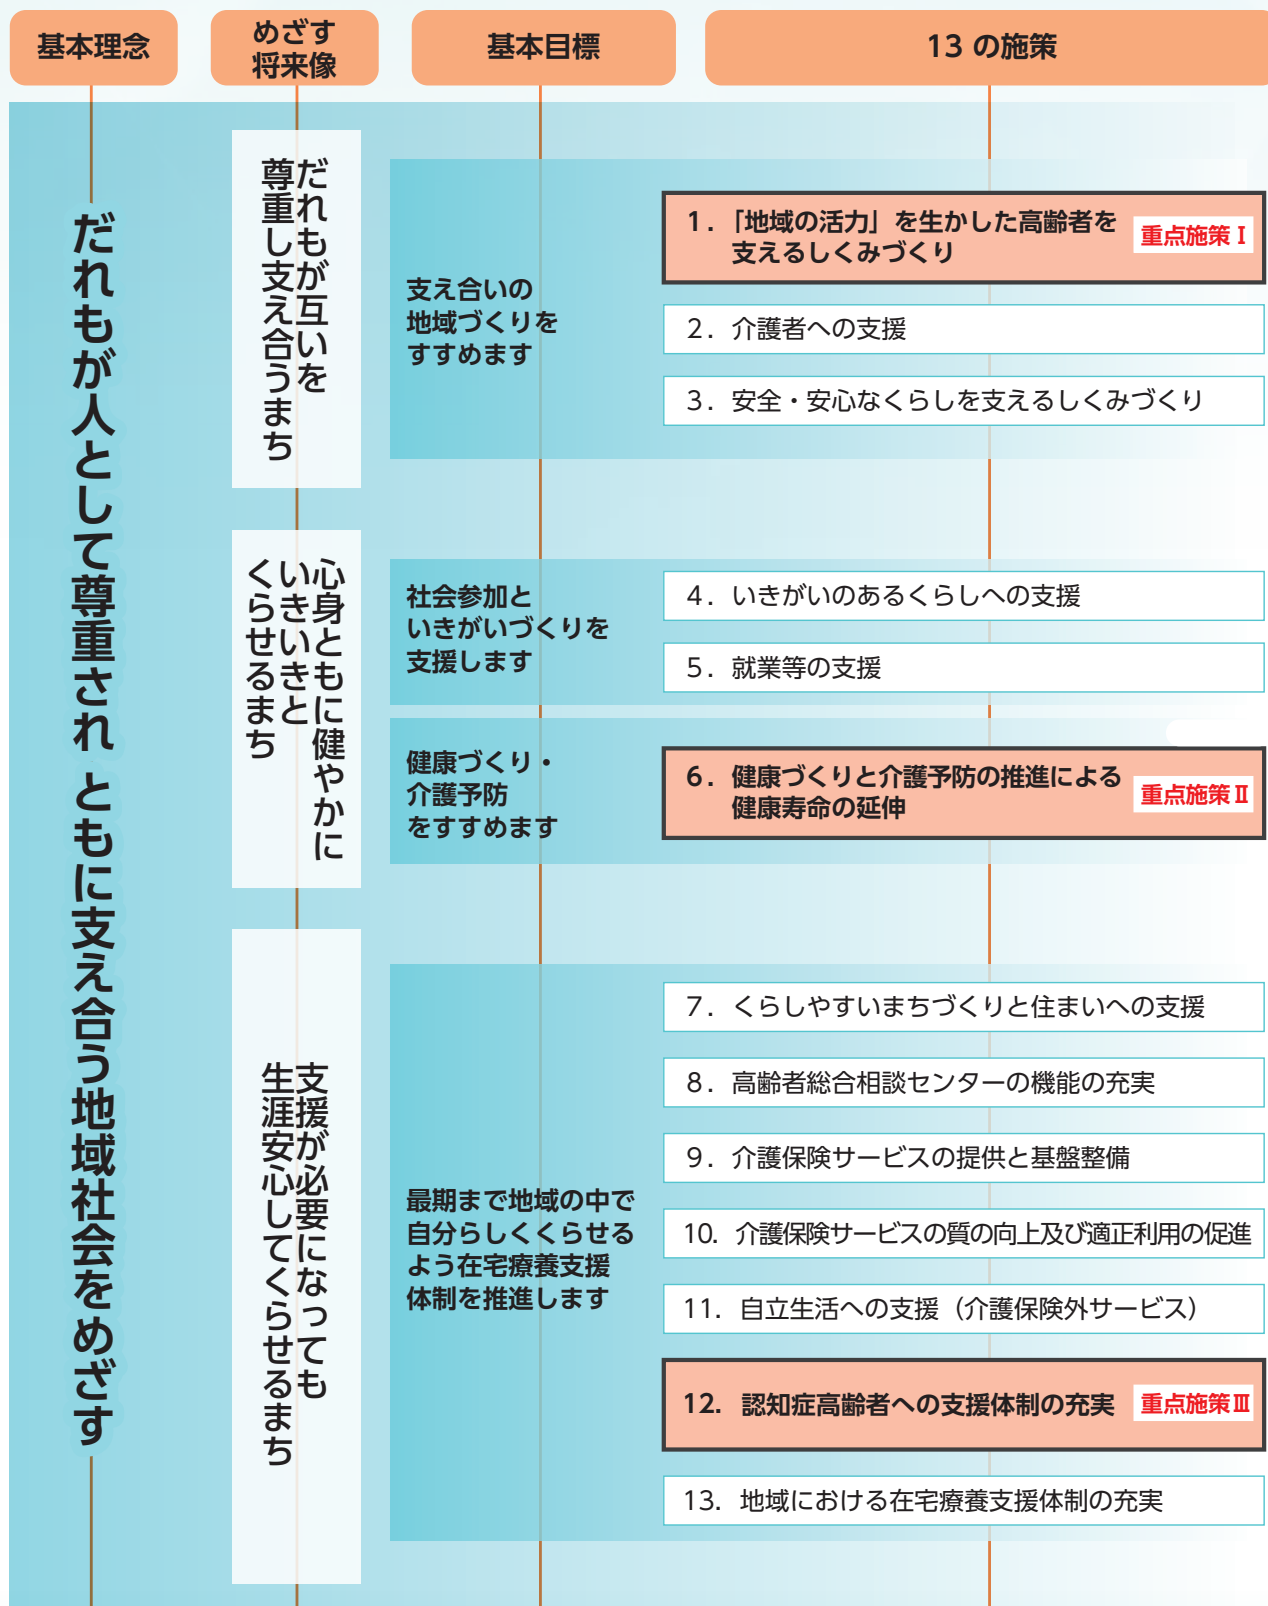 基本理念
めざす
将来像
基本目標
13 の施策
だれもが人として尊重され ともに支え合う地域社会をめざす
だれもが互いを
尊重し支え合うまち
支え合いの
地域づくりを
すすめます
1．「地域の活力」を生かした高齢者を
支えるしくみづくり
重点施策Ⅰ
2．介護者への支援
3．安全・安心なくらしを支えるしくみづくり
心身ともに健やかに
いきいきと
くらせるまち
社会参加と
いきがいづくりを
支援します
4．いきがいのあるくらしへの支援
5．就業等の支援
健康づくり・
介護予防
をすすめます
6．健康づくりと介護予防の推進による
健康寿命の延伸
重点施策Ⅱ
支援が必要になっても
生涯安心してくらせるまち
最期まで地域の中で
自分らしくくらせる
よう在宅療養支援
体制を推進します
7．くらしやすいまちづくりと住まいへの支援
8．高齢者総合相談センターの機能の充実
9．介護保険サービスの提供と基盤整備
10．介護保険サービスの質の向上及び適正利用の促進
11．自立生活への支援（介護保険外サービス）
12．認知症高齢者への支援体制の充実
重点施策Ⅲ
13．地域における在宅療養支援体制の充実